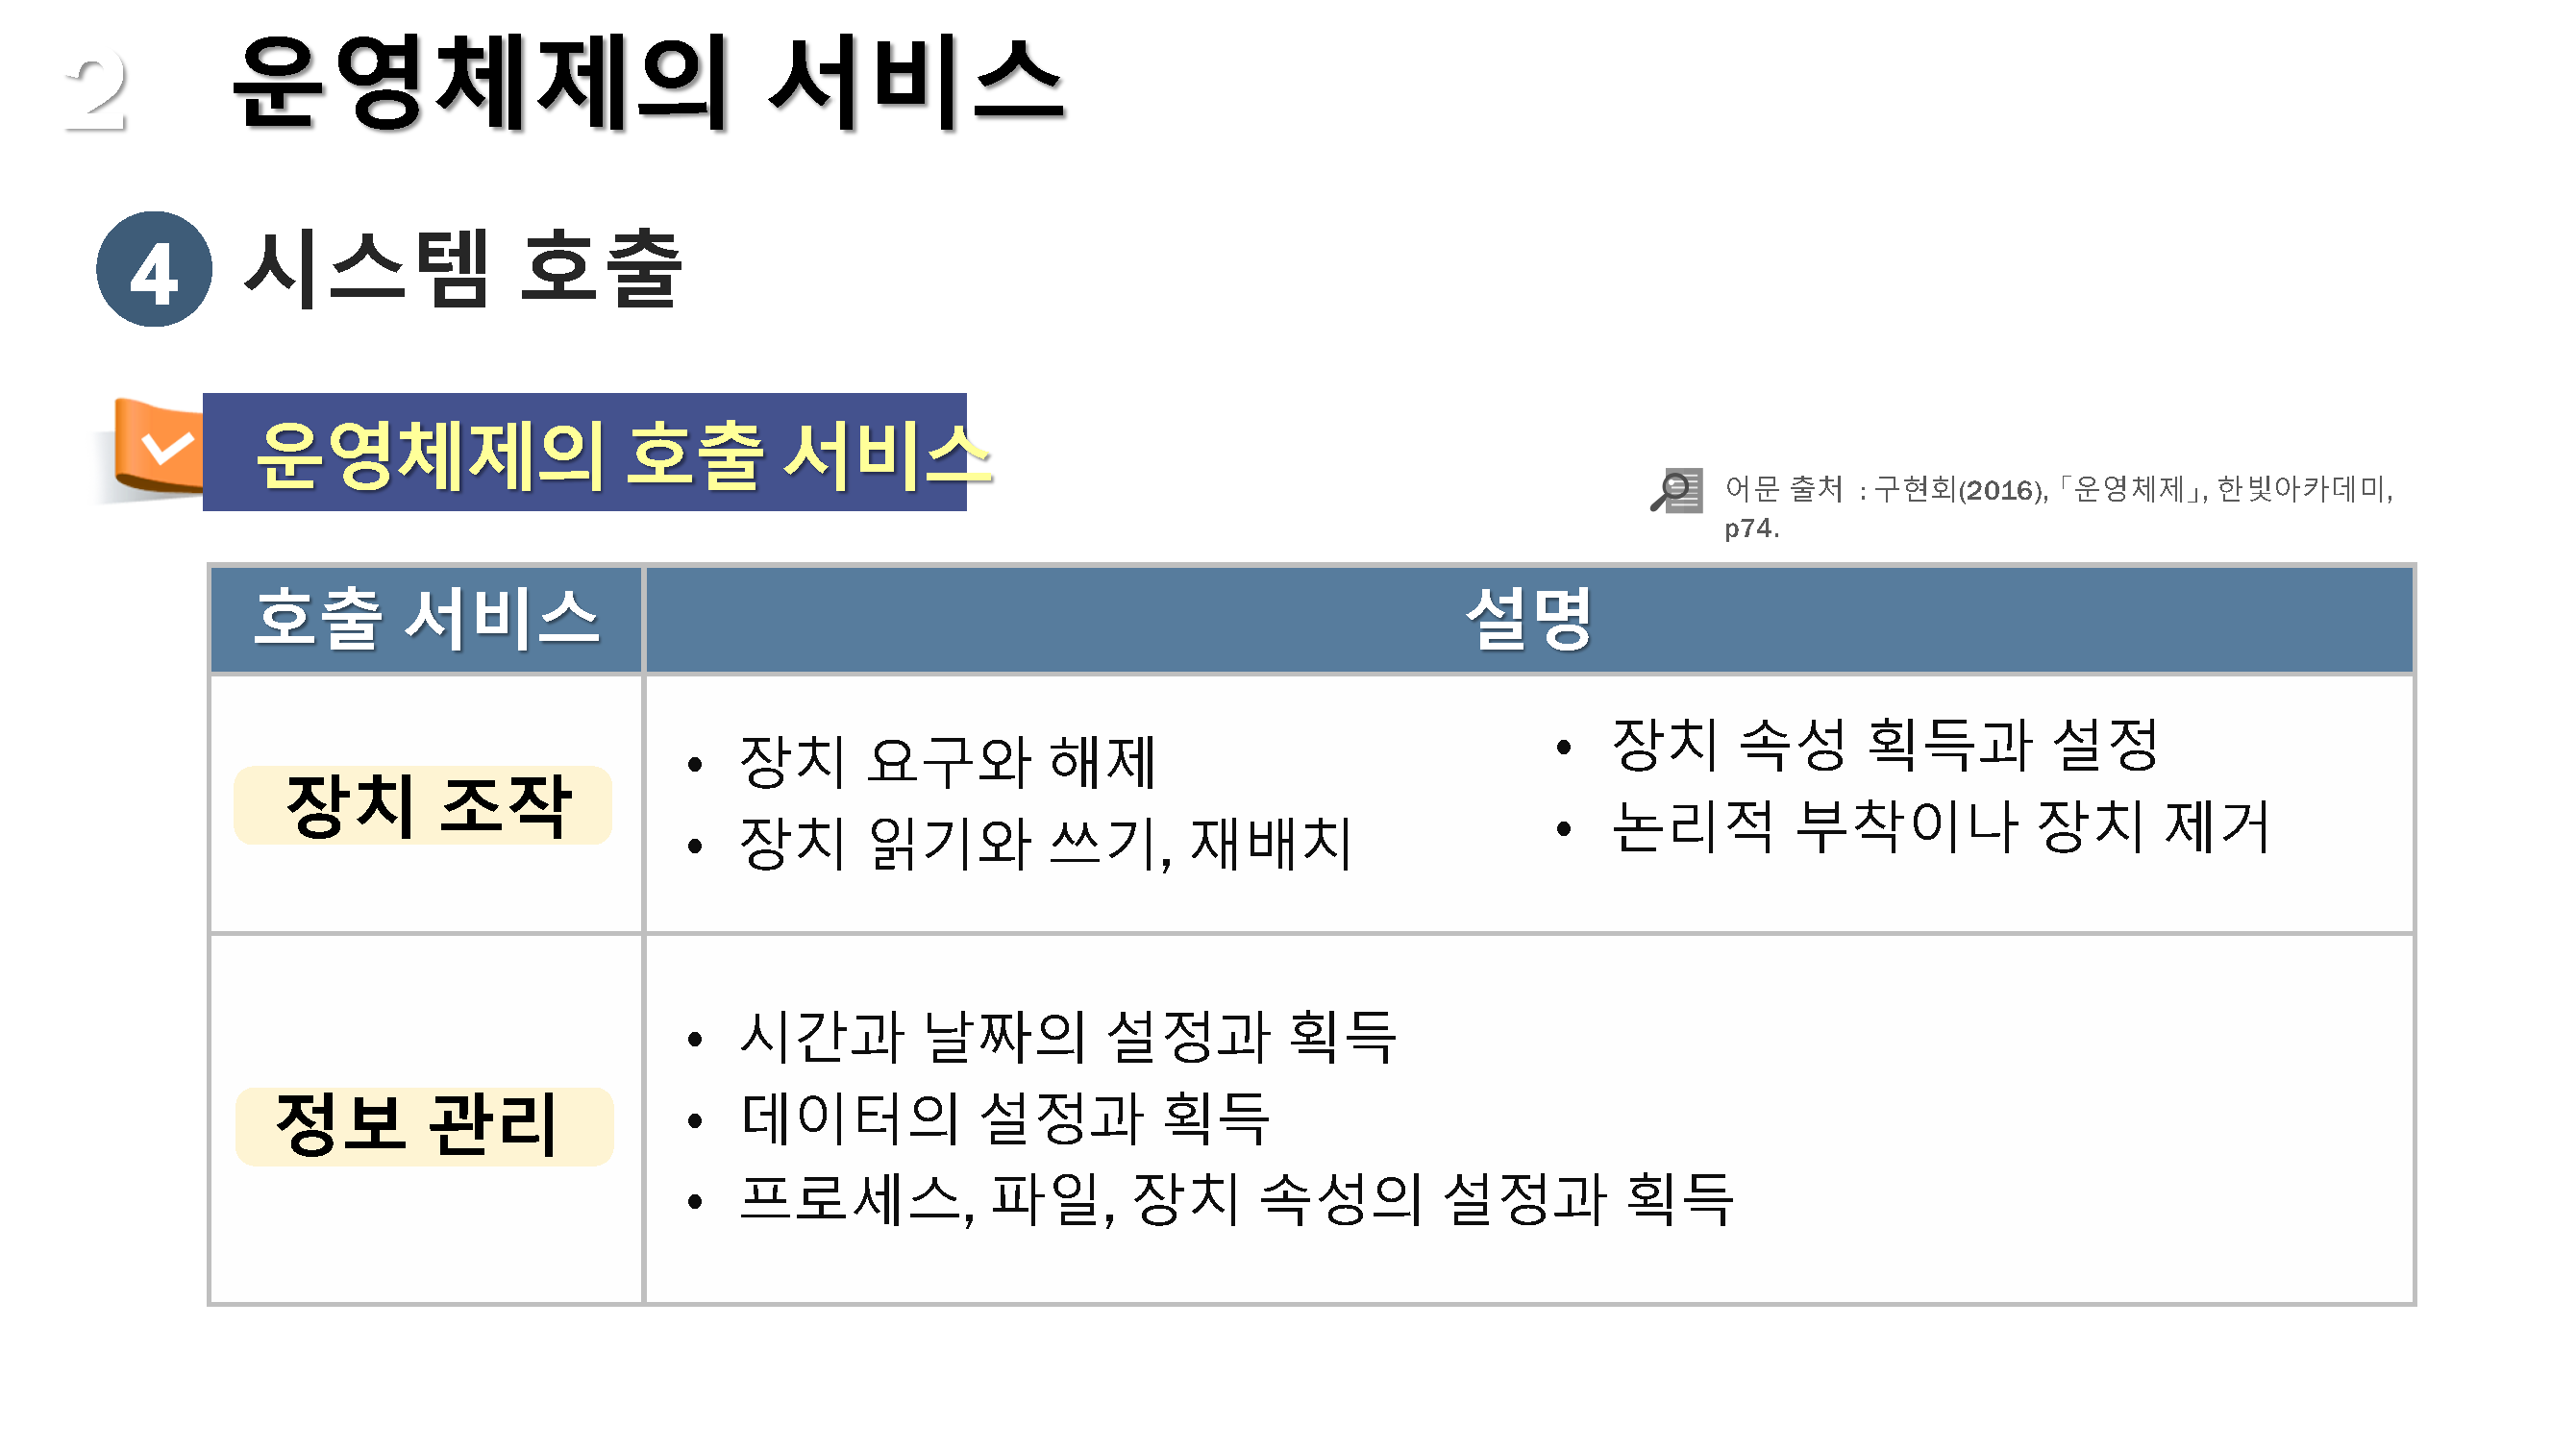 2 운영체제의 서비스
4 시스템 호출
운영체제의 호출 서비스
어문 출처 : 구현회(2016), 「운영체제」, 한빛아카데미,
p74.
호출 서비스 설명
장치 조작
• 장치 요구와 해제
• 장치 읽기와 쓰기, 재배치
• 장치 속성 획득과 설정
• 논리적 부착이나 장치 제거
정보 관리
• 시간과 날짜의 설정과 획득
• 데이터의 설정과 획득
• 프로세스, 파일, 장치 속성의 설정과 획득